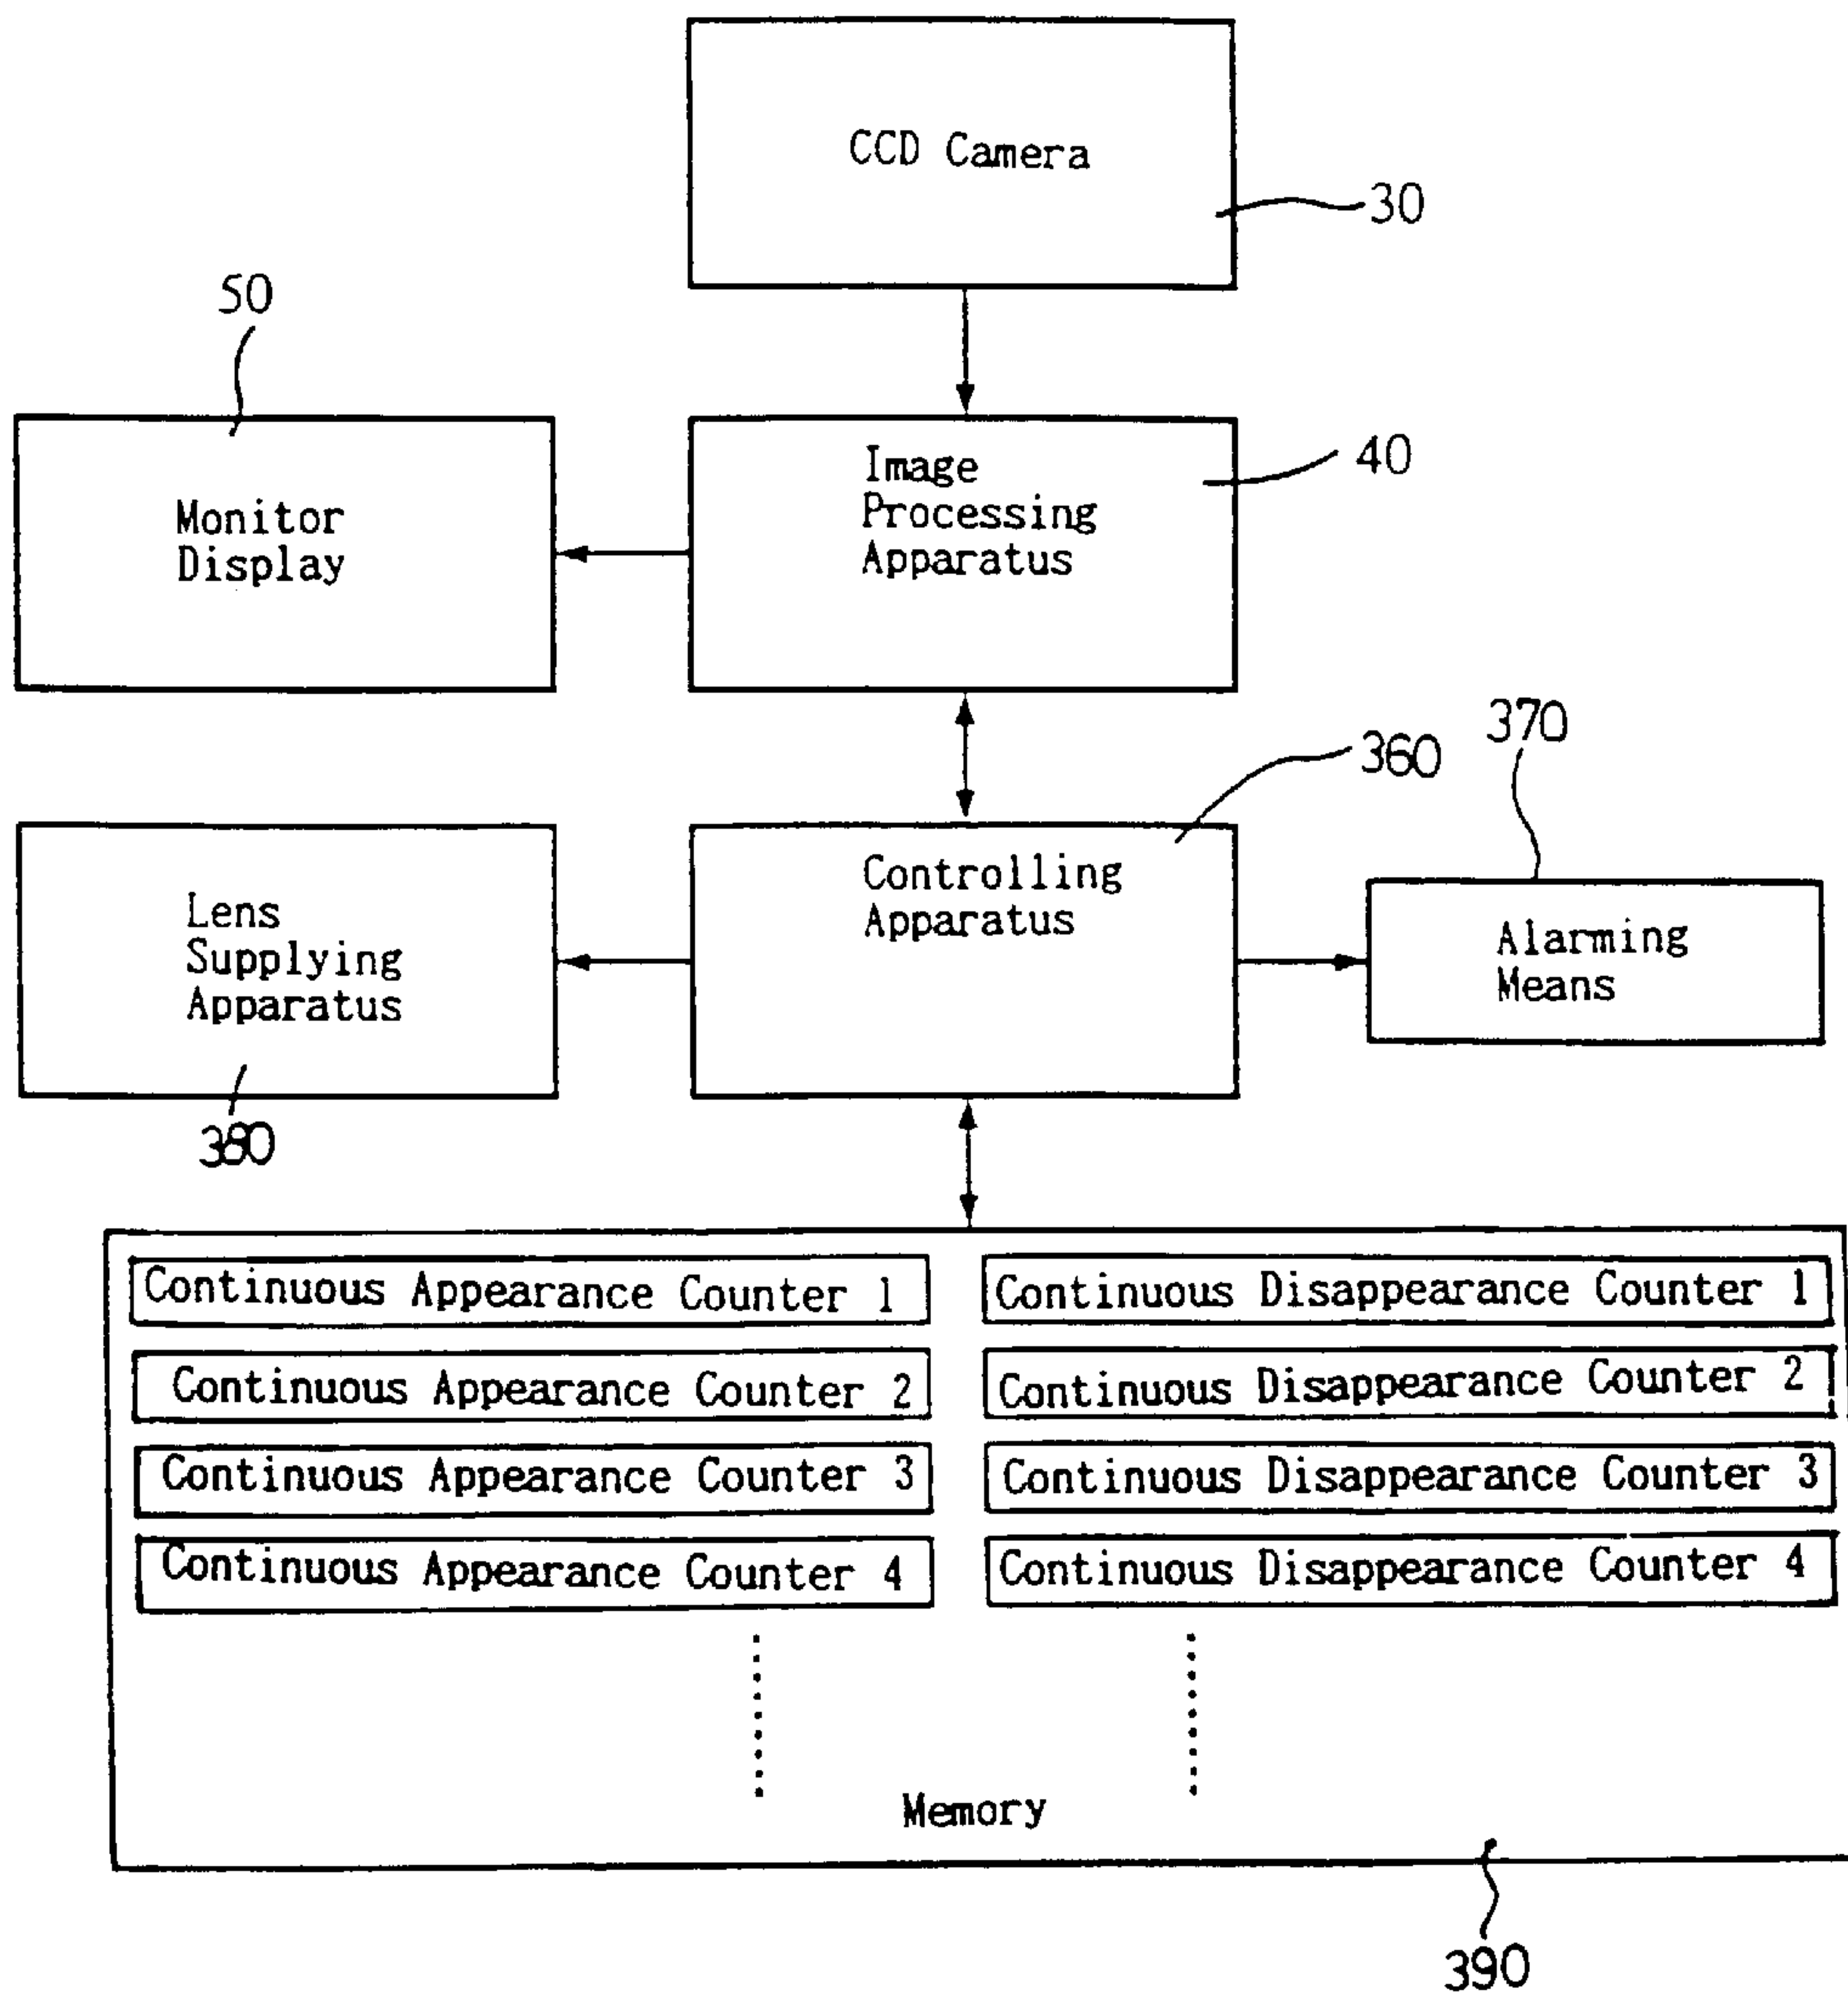 CCD Camera
30
50
Monitor
Display
Image
Processing
Apparatus
40
360
370
Lens
Supplying
Apparatus
380
Controlling
Apparatus
Alarming
Means
Continuous Appearance Counter 1
Continuous Disappearance Counter 1
Continuous Appearance Counter 2
Continuous Disappearance Counter 2
Continuous Appearance Counter 3
Continuous Disappearance Counter 3
Continuous Appearance Counter 4
Continuous Disappearance Counter 4
Memory
390